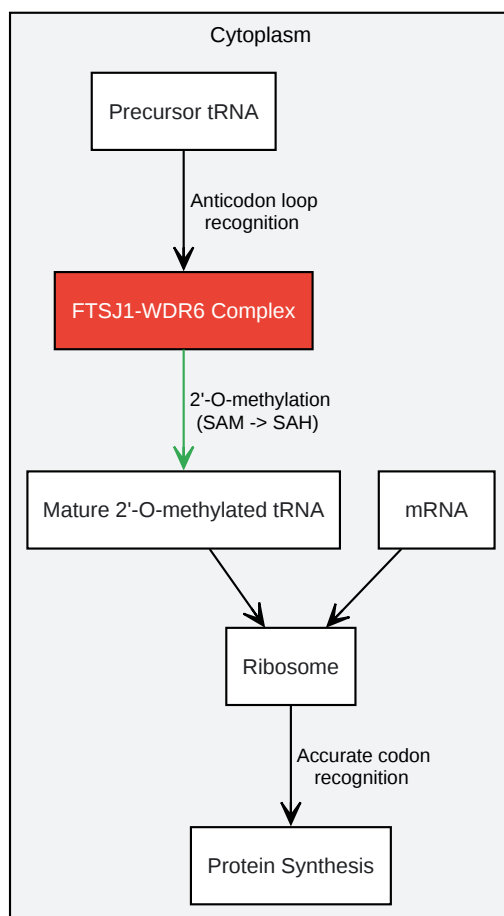 Cytoplasm
Precursor tRNA
Anticodon loop
recognition
FTSJ1-WDR6 Complex
2'-O-methylation
(SAM -> SAH)
Mature 2'-O-methylated tRNA
mRNA
Ribosome
Accurate codon
recognition
Protein Synthesis